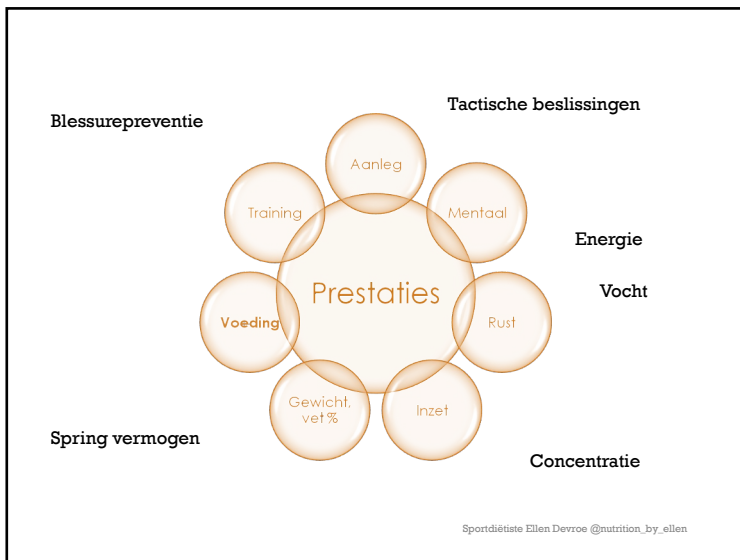 Tactische beslissingen
Blessurepreventie
Aanleg
Training
Mentaal
Energie
Vocht
Prestaties
Voeding
Rust
Gewicht,
vet %
Inzet
Spring vermogen
Concentratie
Sportdiëtiste Ellen Devroe @nutrition_by_ellen